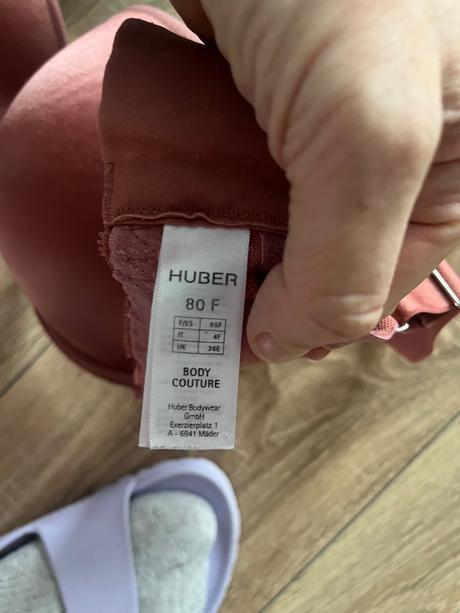 HUBER
80 F
F/ES 95F
IT 4F
UK 36E
BODY
COUTURE
Huber Bodywear
GmbH
Exerzierplatz 1
A - 6841 Mäder